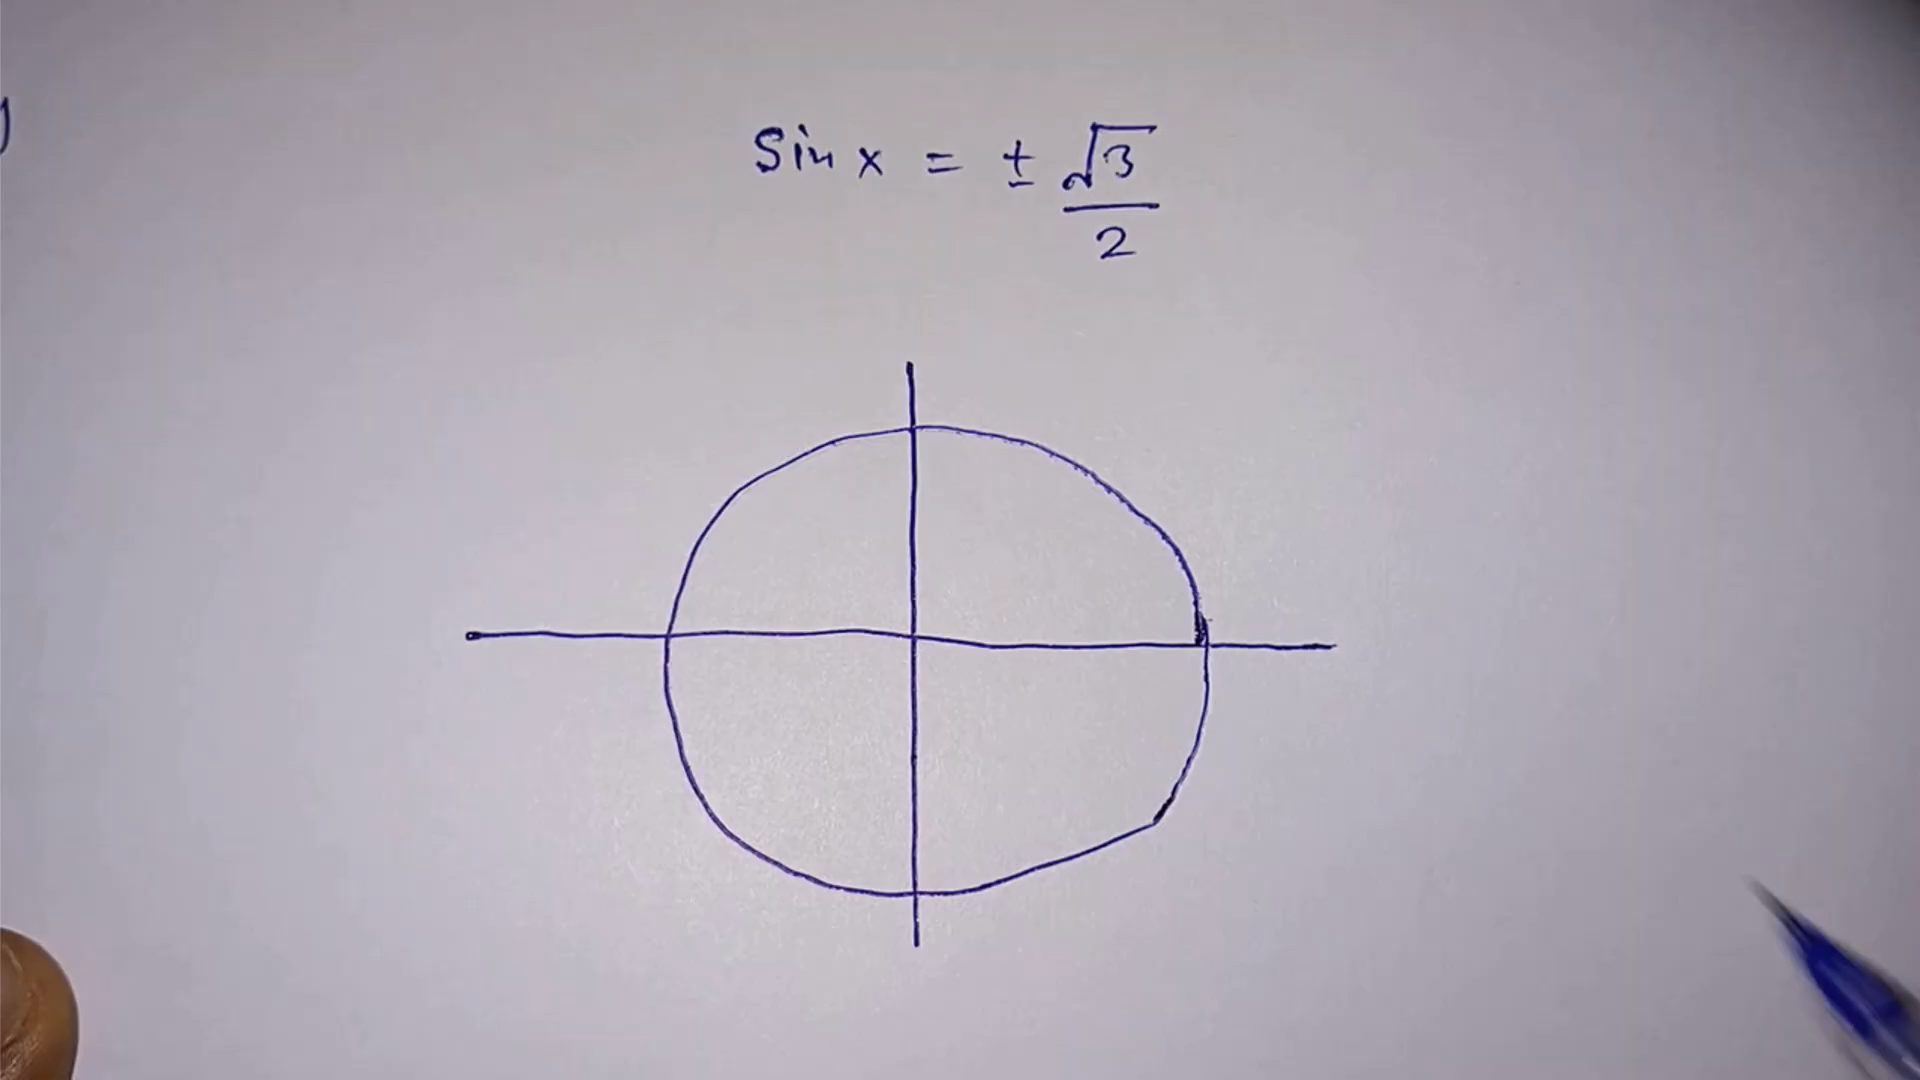 Sin x = ± √3/2